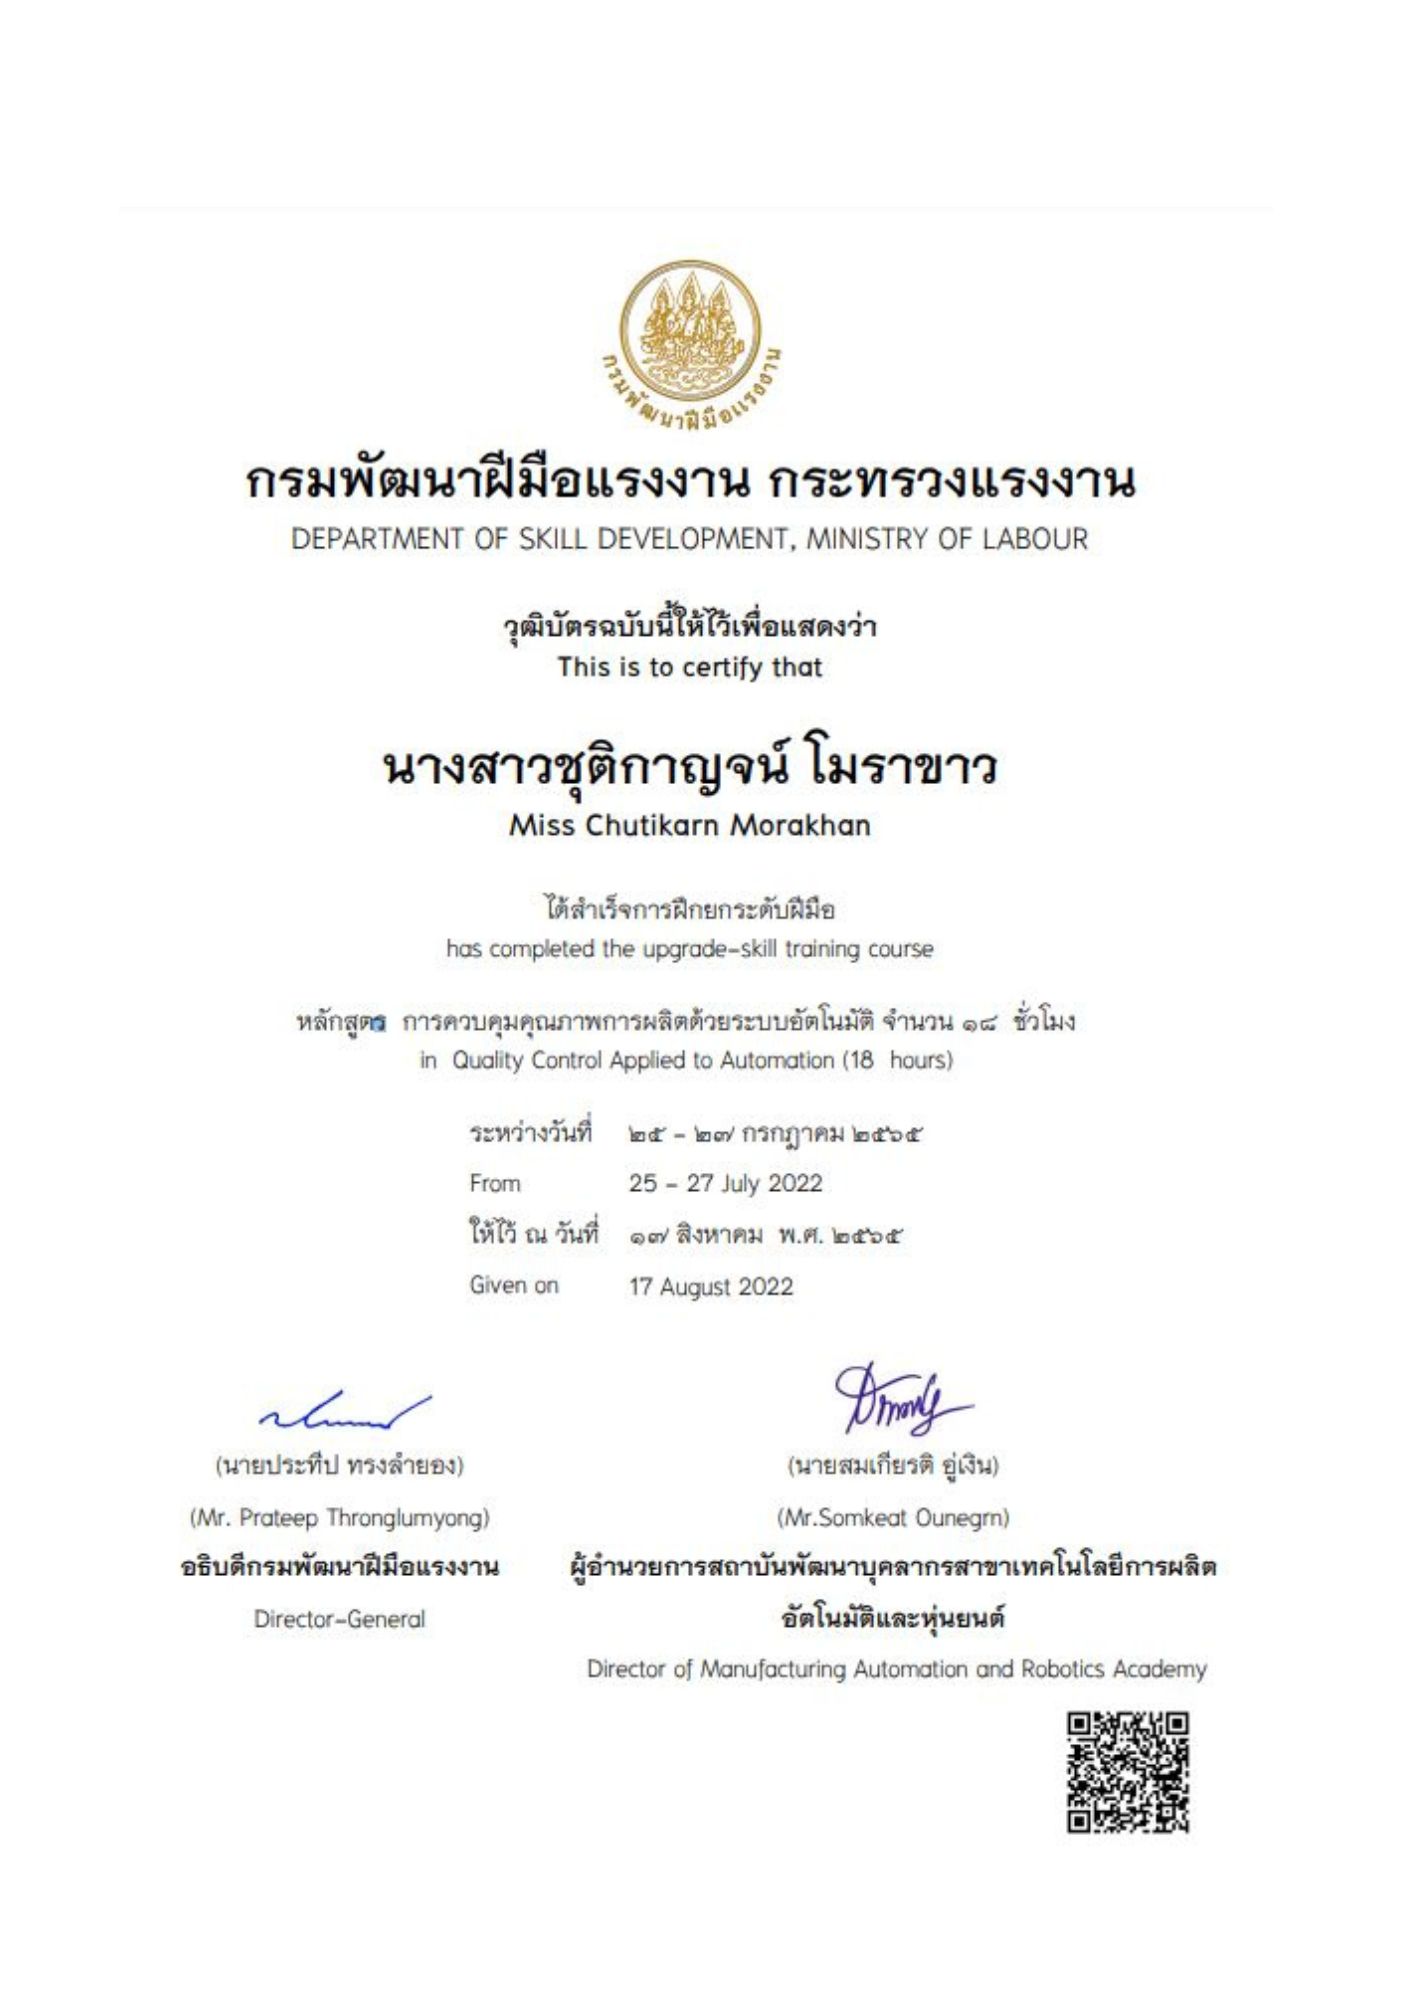 กรมพัฒนาฝีมือแรงงาน
กรมพัฒนาฝีมือแรงงาน กระทรวงแรงงาน
DEPARTMENT OF SKILL DEVELOPMENT, MINISTRY OF LABOUR
วุฒิบัตรฉบับนี้ให้ไว้เพื่อแสดงว่า
This is to certify that
นางสาวชุติกาญจน์ โมราขาว
Miss Chutikarn Morakhan
ได้สำเร็จการฝึกยกระดับฝีมือ
has completed the upgrade-skill training course
หลักสูตร การควบคุมคุณภาพการผลิตด้วยระบบอัตโนมัติ จำนวน ๑๘ ชั่วโมง
in Quality Control Applied to Automation (18 hours)
ระหว่างวันที่ ๒๕ - ๒๗ กรกฎาคม ๒๕๖๕
From 25 - 27 July 2022
ให้ไว้ ณ วันที่ ๑๗ สิงหาคม พ.ศ. ๒๕๖๕
Given on 17 August 2022
(นายประทีป ทรงลำยอง)
(Mr. Prateep Thronglumyong)
อธิบดีกรมพัฒนาฝีมือแรงงาน
Director-General
(นายสมเกียรติ อู่เงิน)
(Mr.Somkeat Ounegrn)
ผู้อำนวยการสถาบันพัฒนาบุคลากรสาขาเทคโนโลยีการผลิต
อัตโนมัติและหุ่นยนต์
Director of Manufacturing Automation and Robotics Academy